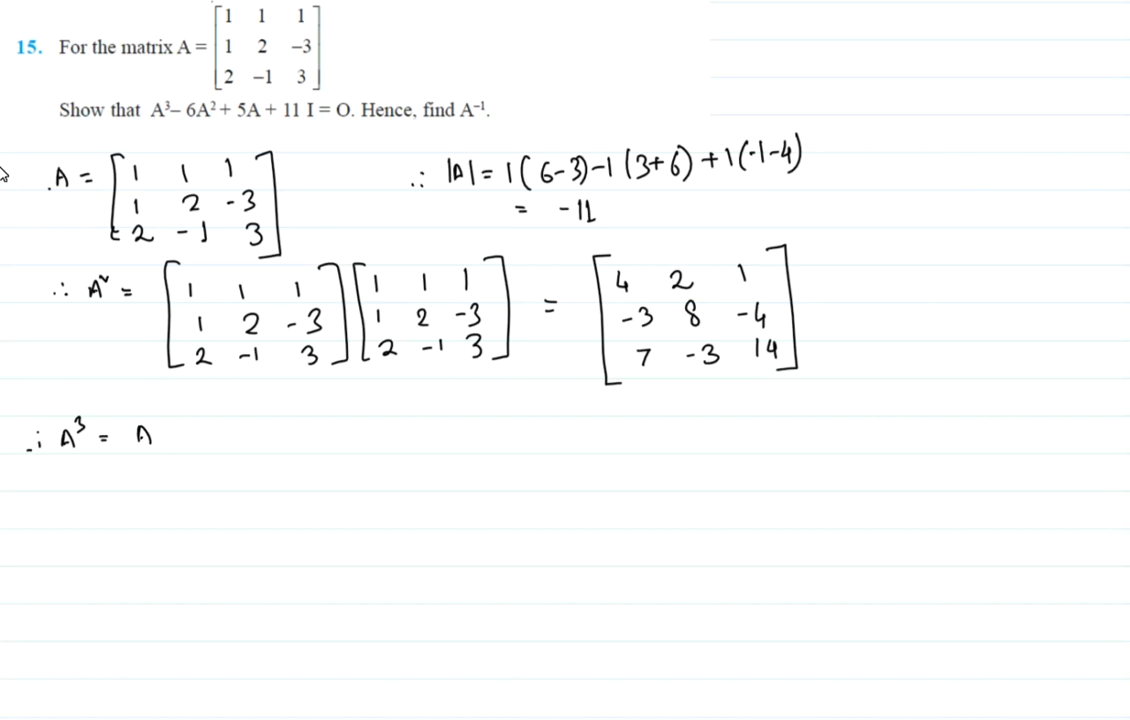 15. For the matrix A = [1 1 1
1 2 –3
2 –1 3]
Show that A³– 6A² + 5A + 11 I = O. Hence, find A⁻¹.
A = [1 1 1
1 2 -3
2 -1 3]
∴ |A| = 1(6-3)-1(3+6)+1(-1-4)
= -11
∴ A² = [1 1 1
1 2 -3
2 -1 3] [1 1 1
1 2 -3
2 -1 3] = [4 2 1
-3 8 -4
7 -3 14]
∴ A³ = A